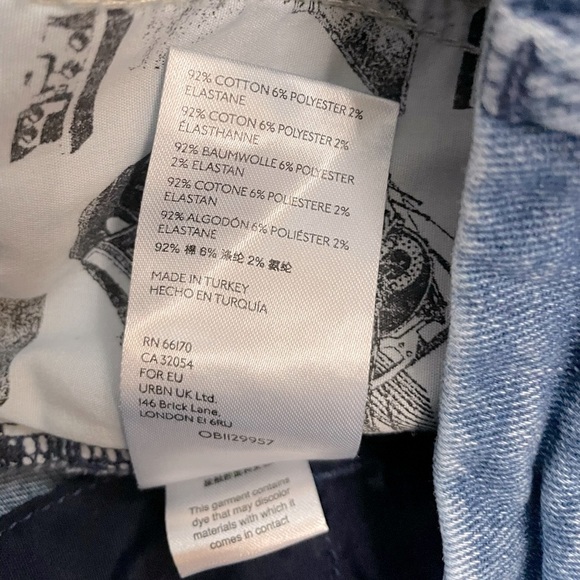 92% COTTON 6% POLYESTER 2%
ELASTANE
92% COTON 6% POLYESTER 2%
ÉLASTHANNE
92% BAUMWOLLE 6% POLYESTER
2% ELASTAN
92% COTONE 6% POLIESTERE 2%
ELASTAN
92% ALGODÓN 6% POLIÉSTER 2%
ELASTANE
92% 棉 6% 涤纶 2% 氨纶
MADE IN TURKEY
HECHO EN TURQUÍA
RN 66170
CA 32054
FOR EU
URBN UK Ltd.
146 Brick Lane,
LONDON E1 6RU
OB1129957
This garment contains
dye that may discolor
materials with which it
comes in contact